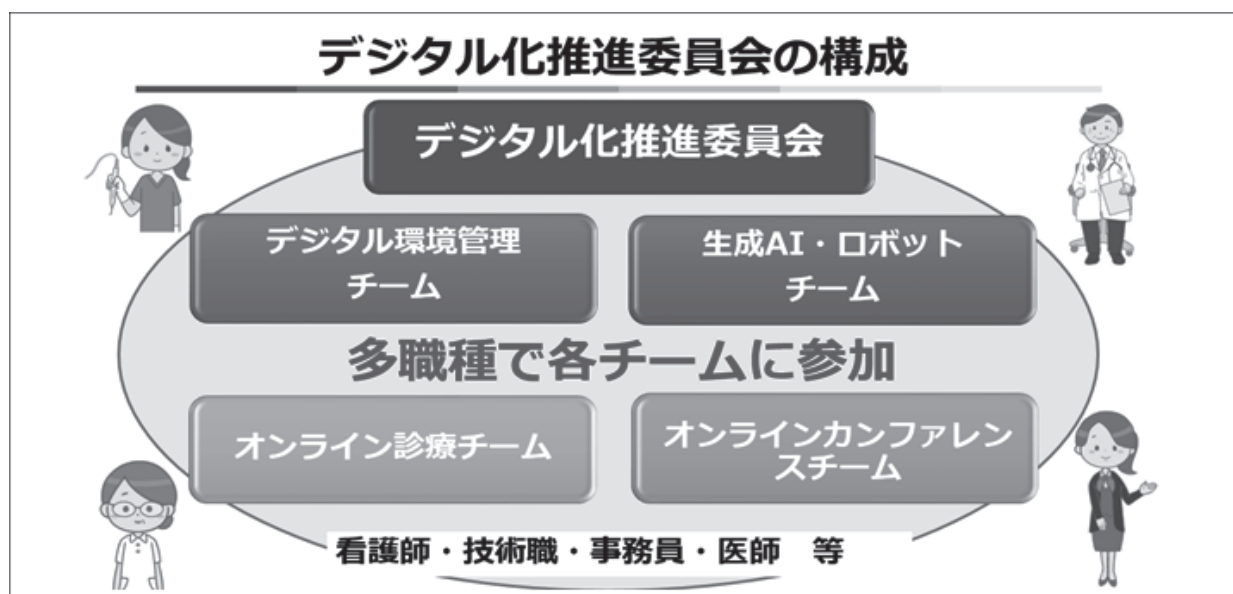 デジタル化推進委員会の構成
デジタル化推進委員会
デジタル環境管理
チーム
生成AI・ロボット
チーム
多職種で各チームに参加
オンライン診療チーム
オンラインカンファレン
スチーム
看護師・技術職・事務員・医師　等